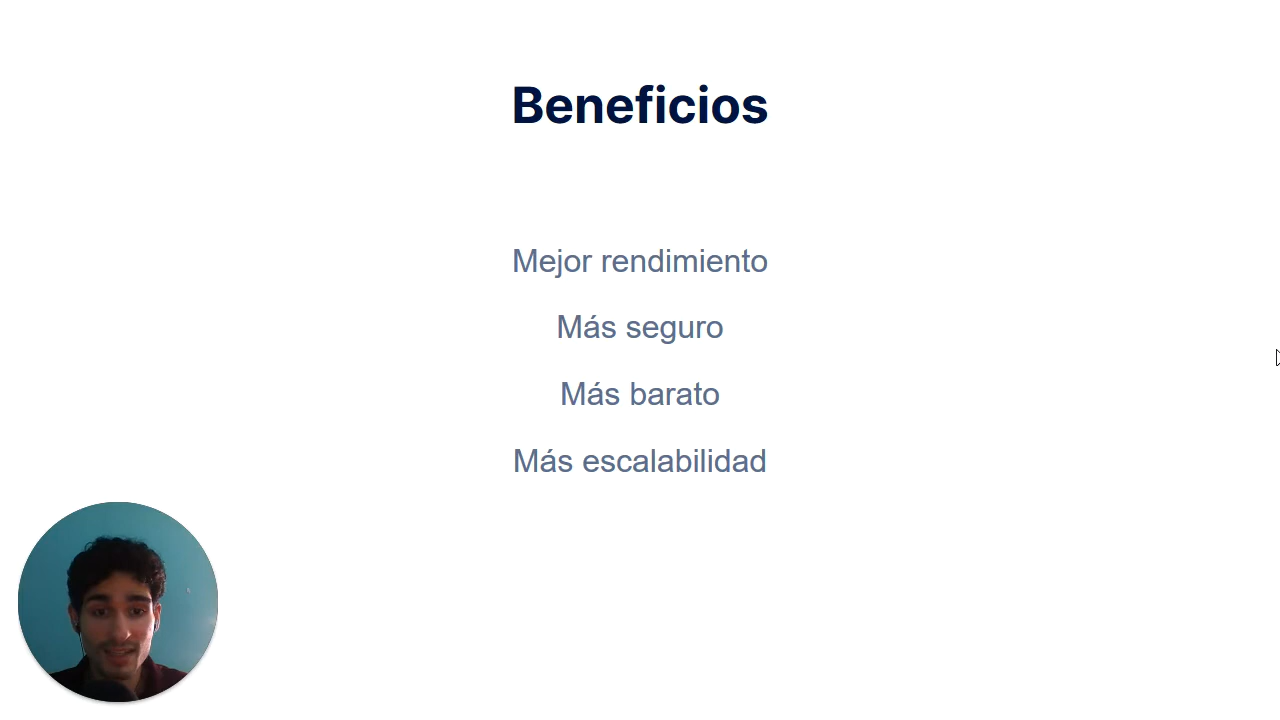 Beneficios
Mejor rendimiento
Más seguro
Más barato
Más escalabilidad